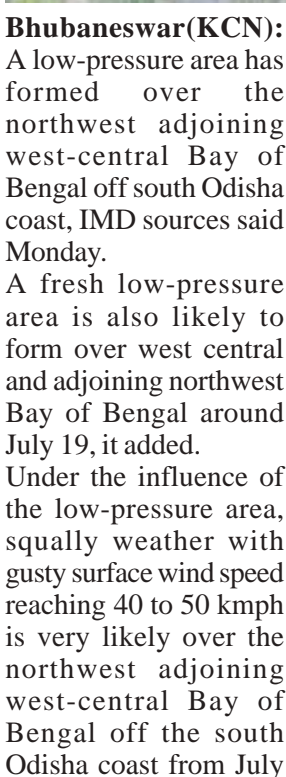 Bhubaneswar(KCN):
A low-pressure area has
formed over the
northwest adjoining
west-central Bay of
Bengal off south Odisha
coast, IMD sources said
Monday.
A fresh low-pressure
area is also likely to
form over west central
and adjoining northwest
Bay of Bengal around
July 19, it added.
Under the influence of
the low-pressure area,
squally weather with
gusty surface wind speed
reaching 40 to 50 kmph
is very likely over the
northwest adjoining
west-central Bay of
Bengal off the south
Odisha coast from July